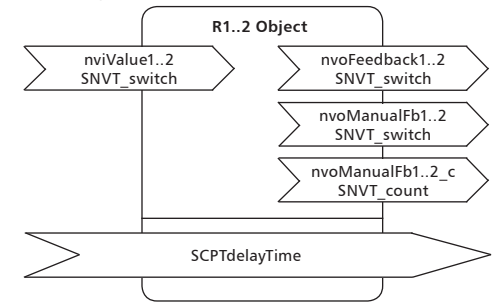 R1..2 Object
nviValue1..2
SNVT_switch
nvoFeedback1..2
SNVT_switch
nvoManualFb1..2
SNVT_switch
nvoManualFb1..2_c
SNVT_count
SCPTdelayTime